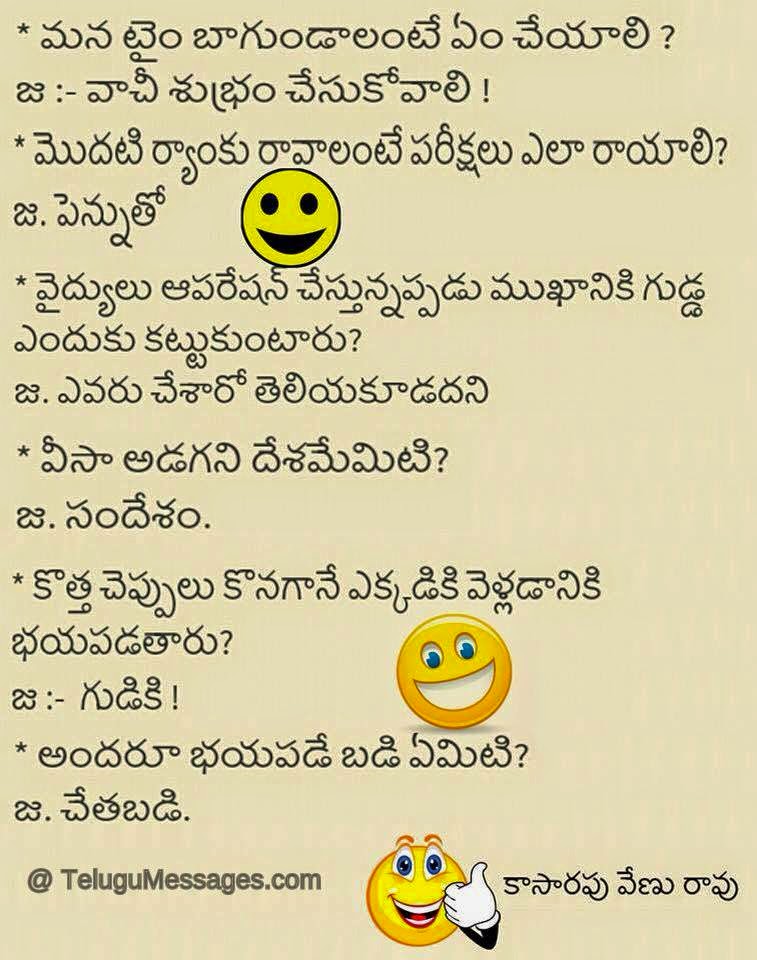 * మన టైం బాగుండాలంటే ఏం చేయాలి ?
జ :- వాచీ శుభ్రం చేసుకోవాలి !
* మొదటి ర్యాంకు రావాలంటే పరీక్షలు ఎలా రాయాలి?
జ. పెన్నుతో
* వైద్యులు ఆపరేషన్ చేస్తున్నప్పడు ముఖానికి గుడ్డ
ఎందుకు కట్టుకుంటారు?
జ. ఎవరు చేశారో తెలియకూడదని
* వీసా అడగని దేశమేమిటి?
జ. సందేశం.
* కొత్త చెప్పులు కొనగానే ఎక్కడికి వెళ్లడానికి
భయపడతారు?
జ :- గుడికి !
* అందరూ భయపడే బడి ఏమిటి?
జ. చేతబడి.
@ TeluguMessages.com
కాసారపు వేణు రావు